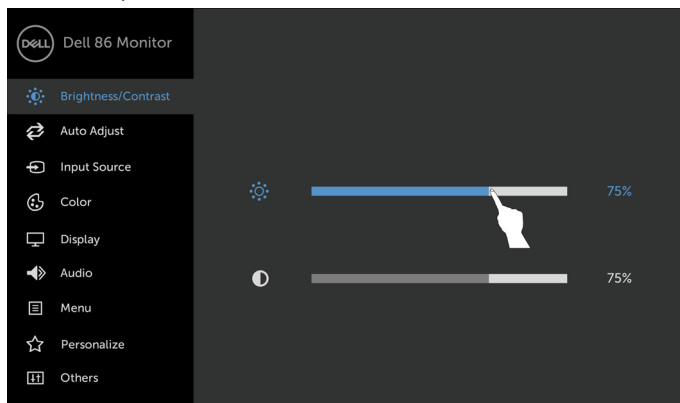 DELL Dell 86 Monitor
Brightness/Contrast
Auto Adjust
Input Source
Color
Display
Audio
Menu
Personalize
Others
75%
75%